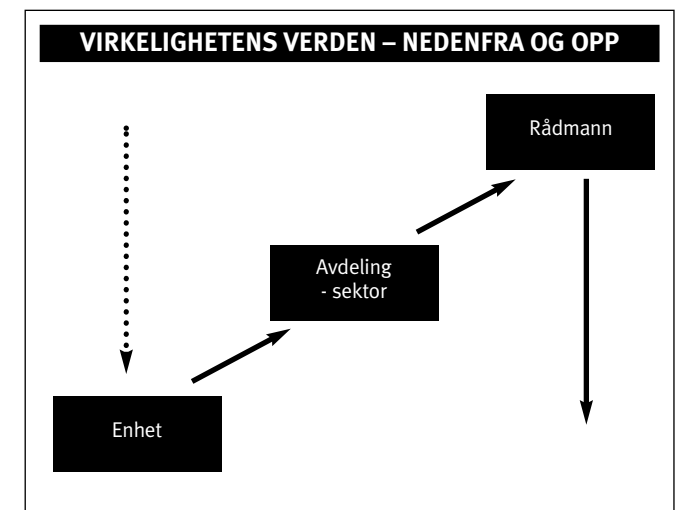 VIRKELIGHETENS VERDEN – NEDENFRA OG OPP
Rådmann
Avdeling
- sektor
Enhet